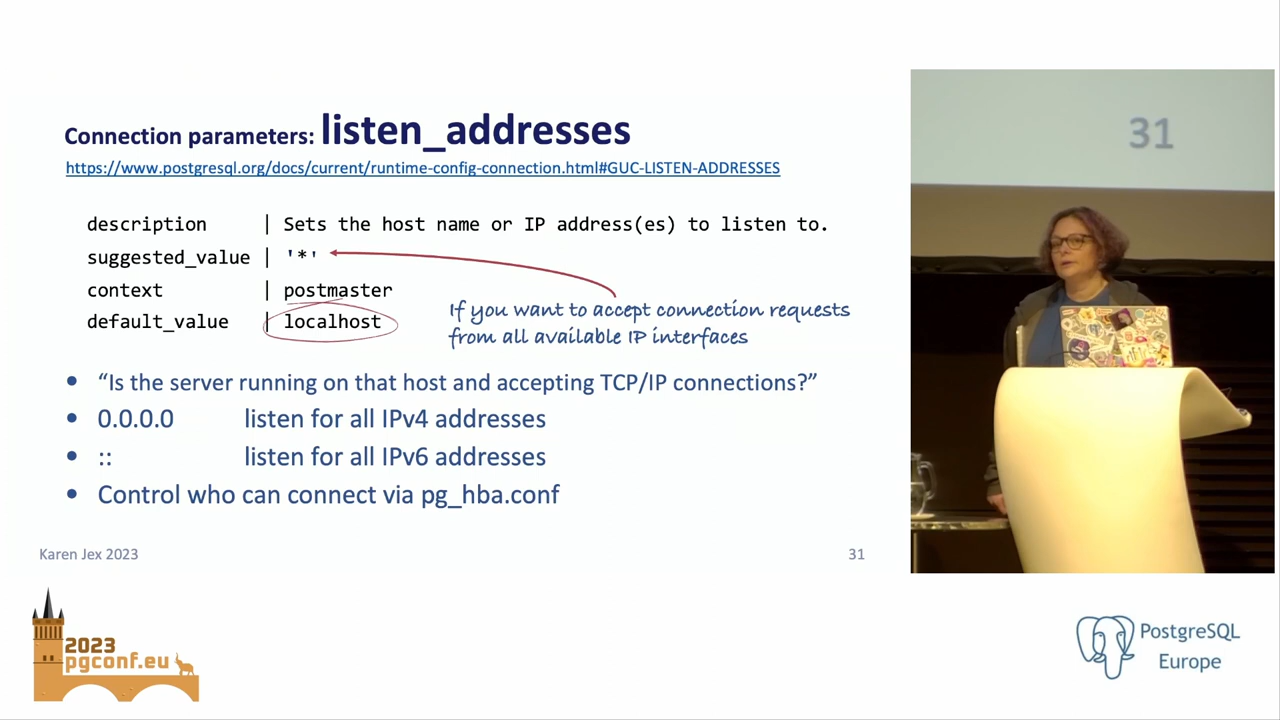 Connection parameters: listen_addresses
https://www.postgresql.org/docs/current/runtime-config-connection.html#GUC-LISTEN-ADDRESSES
description | Sets the host name or IP address(es) to listen to.
suggested_value | '*'
context | postmaster
default_value | localhost
If you want to accept connection requests
from all available IP interfaces
• “Is the server running on that host and accepting TCP/IP connections?”
• 0.0.0.0 listen for all IPv4 addresses
• :: listen for all IPv6 addresses
• Control who can connect via pg_hba.conf
Karen Jex 2023
31
31
2023
pgconf.eu
PostgreSQL
Europe